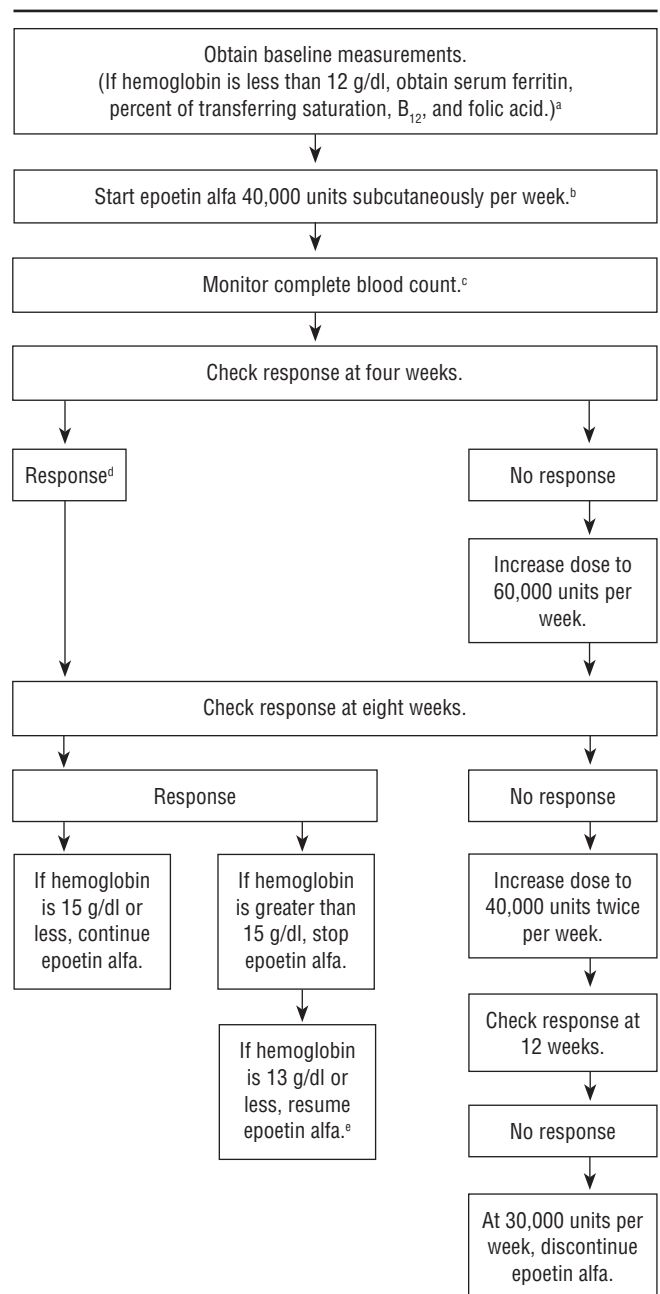 Obtain baseline measurements.
(If hemoglobin is less than 12 g/dl, obtain serum ferritin,
percent of transferring saturation, B12, and folic acid.)a
Start epoetin alfa 40,000 units subcutaneously per week.b
Monitor complete blood count.c
Check response at four weeks.
Responsed
No response
Increase dose to
60,000 units per
week.
Check response at eight weeks.
Response
No response
If hemoglobin
is 15 g/dl or
less, continue
epoetin alfa.
If hemoglobin
is greater than
15 g/dl, stop
epoetin alfa.
Increase dose to
40,000 units twice
per week.
If hemoglobin
is 13 g/dl or
less, resume
epoetin alfa.e
Check response at
12 weeks.
No response
At 30,000 units per
week, discontinue
epoetin alfa.